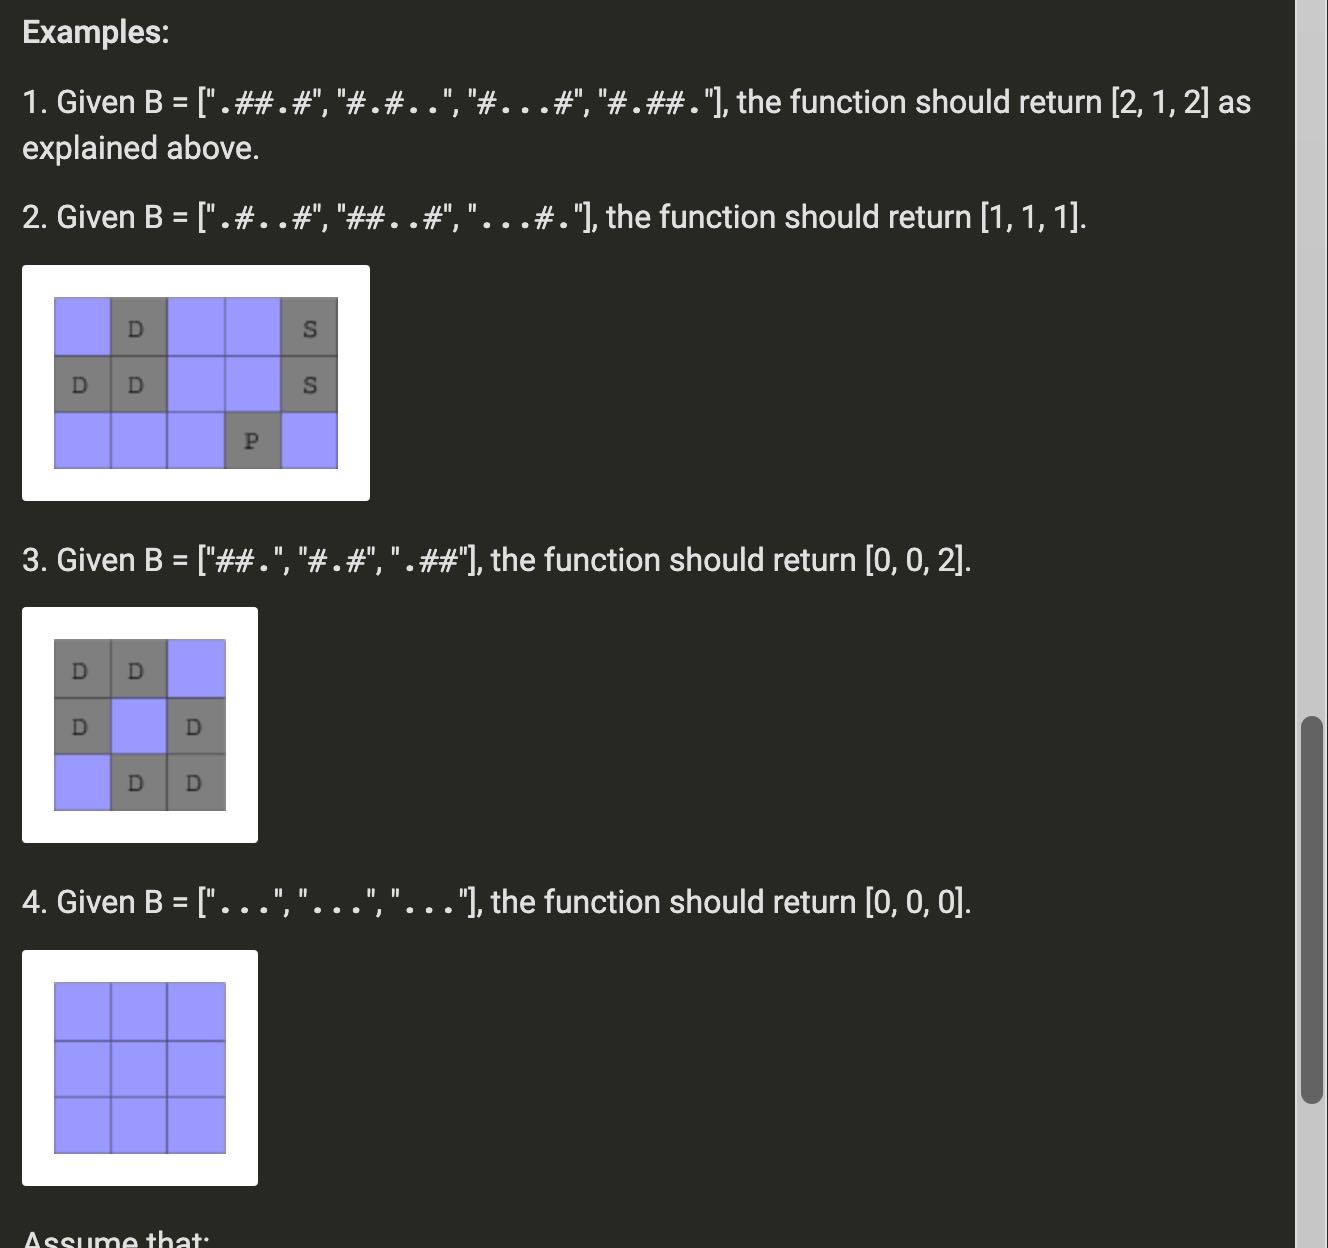 Examples:
1. Given B = [".##.#", "#.#..", "#...#", "#.##."], the function should return [2, 1, 2] as
explained above.
2. Given B = [".#..#", "##..#", "...#."], the function should return [1, 1, 1].
D S
D D S
P
3. Given B = ["##.", "#.#", ".##"], the function should return [0, 0, 2].
D D
D D
D D
4. Given B = ["...", "...", "..."], the function should return [0, 0, 0].
Assume that: